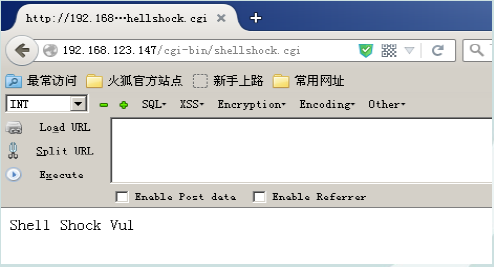 http://192.168···hellshock.cgi
192.168.123.147/cgi-bin/shellshock.cgi
最常访问 火狐官方站点 新手上路 常用网址
INT SQL XSS Encryption Encoding Other
Load URL
Split URL
Execute
Enable Post data Enable Referrer
Shell Shock Vul